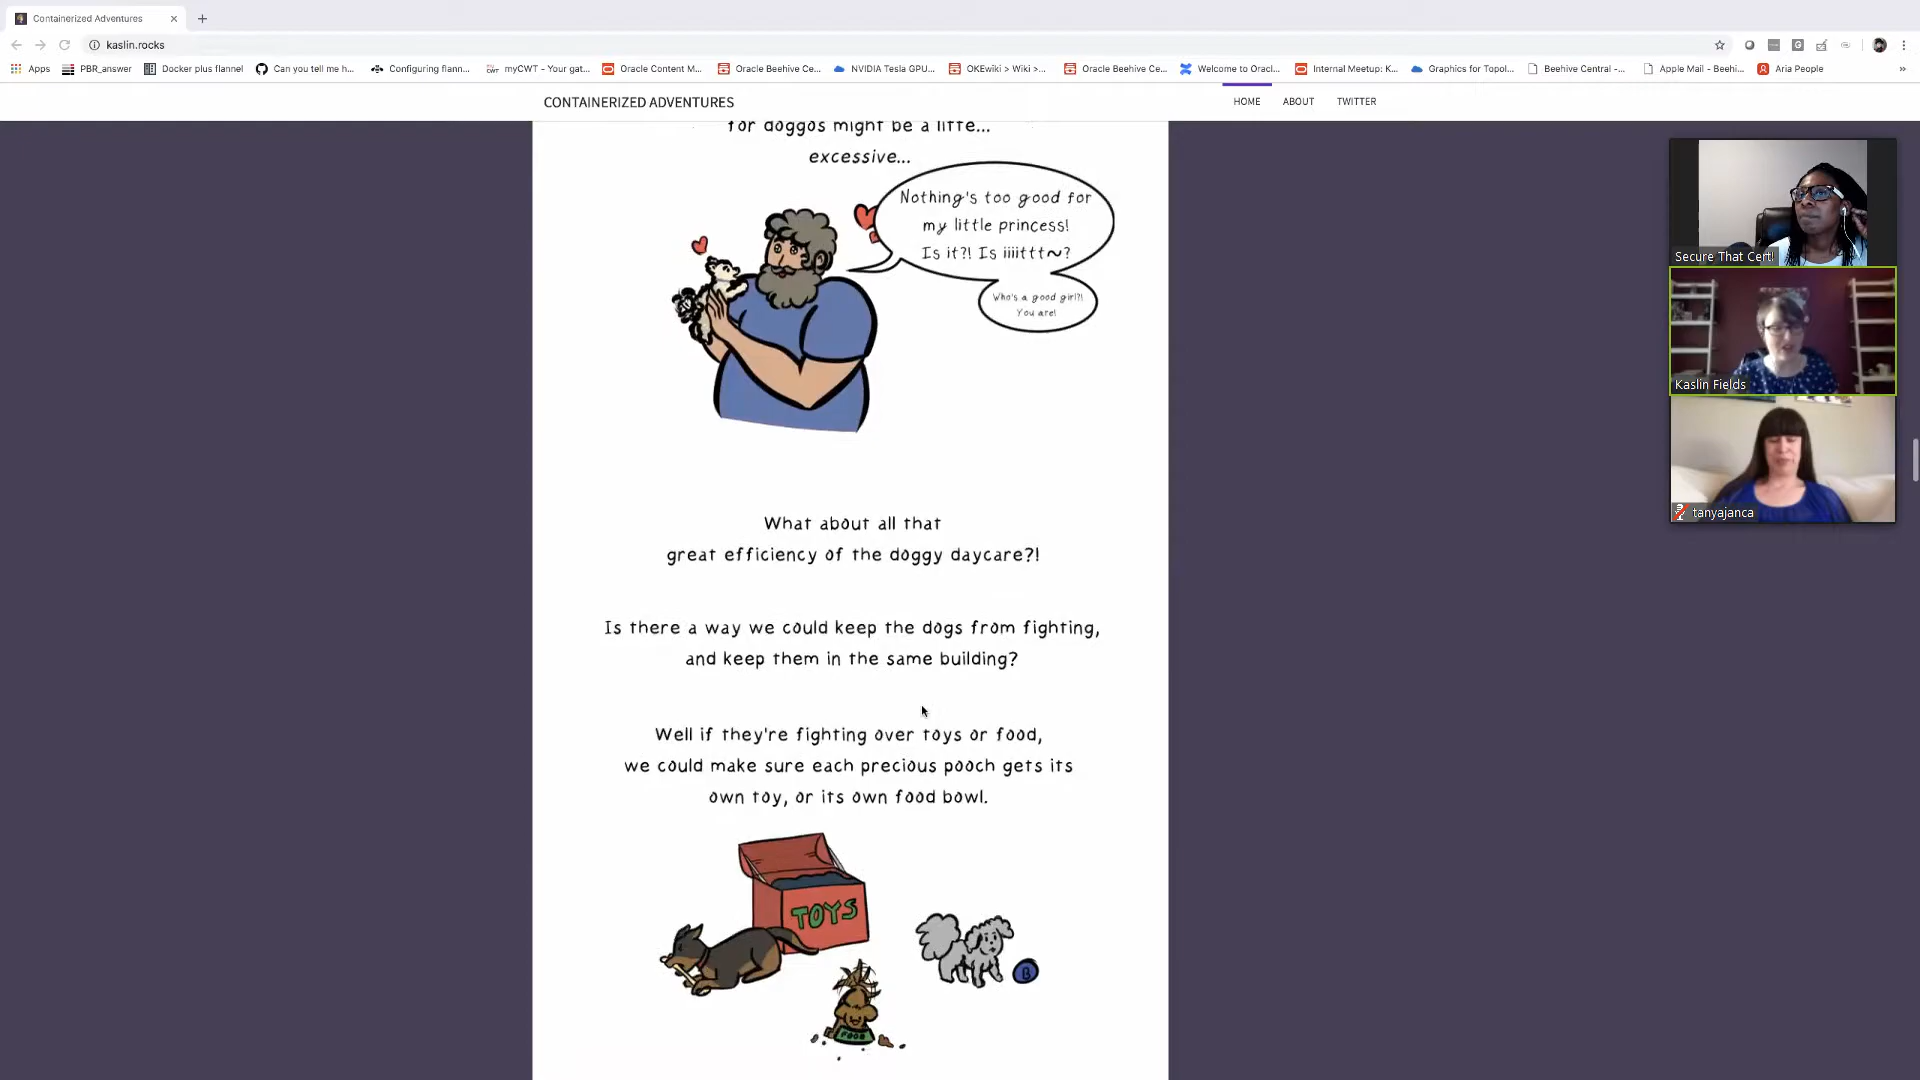 Containerized Adventures
kaslin.rocks
Apps
PBR_answer
Docker plus flannel
Can you tell me h...
Configuring flann...
myCWT - Your gat...
Oracle Content M...
Oracle Beehive Ce...
NVIDIA Tesla GPU...
OKEwiki > Wiki >...
Oracle Beehive Ce...
Welcome to Oracl...
Internal Meetup: K...
Graphics for Topol...
Beehive Central -...
Apple Mail - Beehi...
Aria People
CONTAINERIZED ADVENTURES
HOME
ABOUT
TWITTER
for doggos might be a little...
excessive...
Nothing's too good for
my little princess!
Is it?! Is iiiittt~?
Who's a good girl?!
You are!
What about all that
great efficiency of the doggy daycare?!
Is there a way we could keep the dogs from fighting,
and keep them in the same building?
Well if they're fighting over toys or food,
we could make sure each precious pooch gets its
own toy, or its own food bowl.
TOYS
B
FOOD
Secure That Cert!
Kaslin Fields
tanyajanca